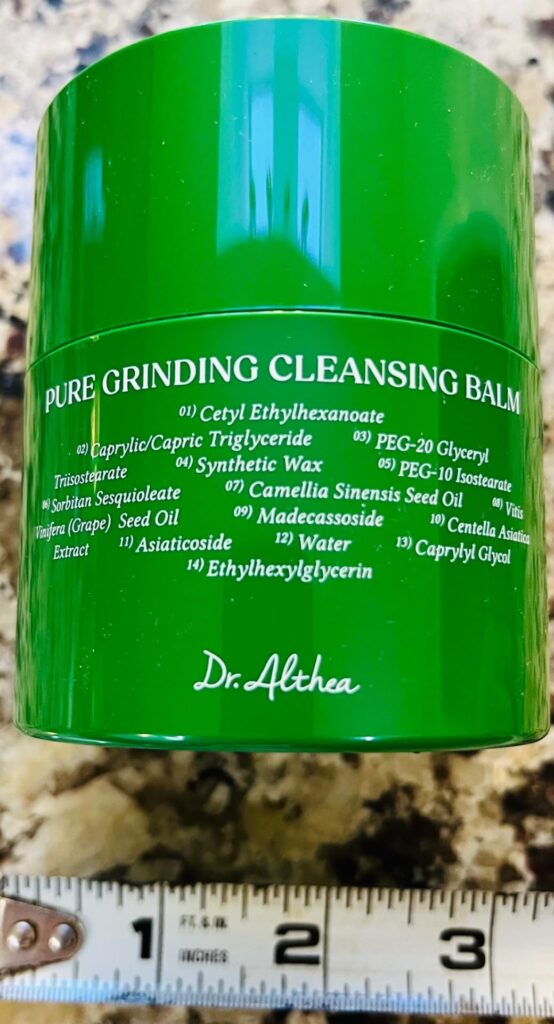 PURE GRINDING CLEANSING BALM
01) Cetyl Ethylhexanoate
02) Caprylic/Capric Triglyceride 03) PEG-20 Glyceryl
Triisostearate 04) Synthetic Wax 05) PEG-10 Isostearate
06) Sorbitan Sesquioleate 07) Camellia Sinensis Seed Oil 08) Vitis
Vinifera (Grape) Seed Oil 09) Madecassoside 10) Centella Asiatica
Extract 11) Asiaticoside 12) Water 13) Caprylyl Glycol
14) Ethylhexylglycerin
Dr. Althea
1 FT. & IN. 2 3
INCHES